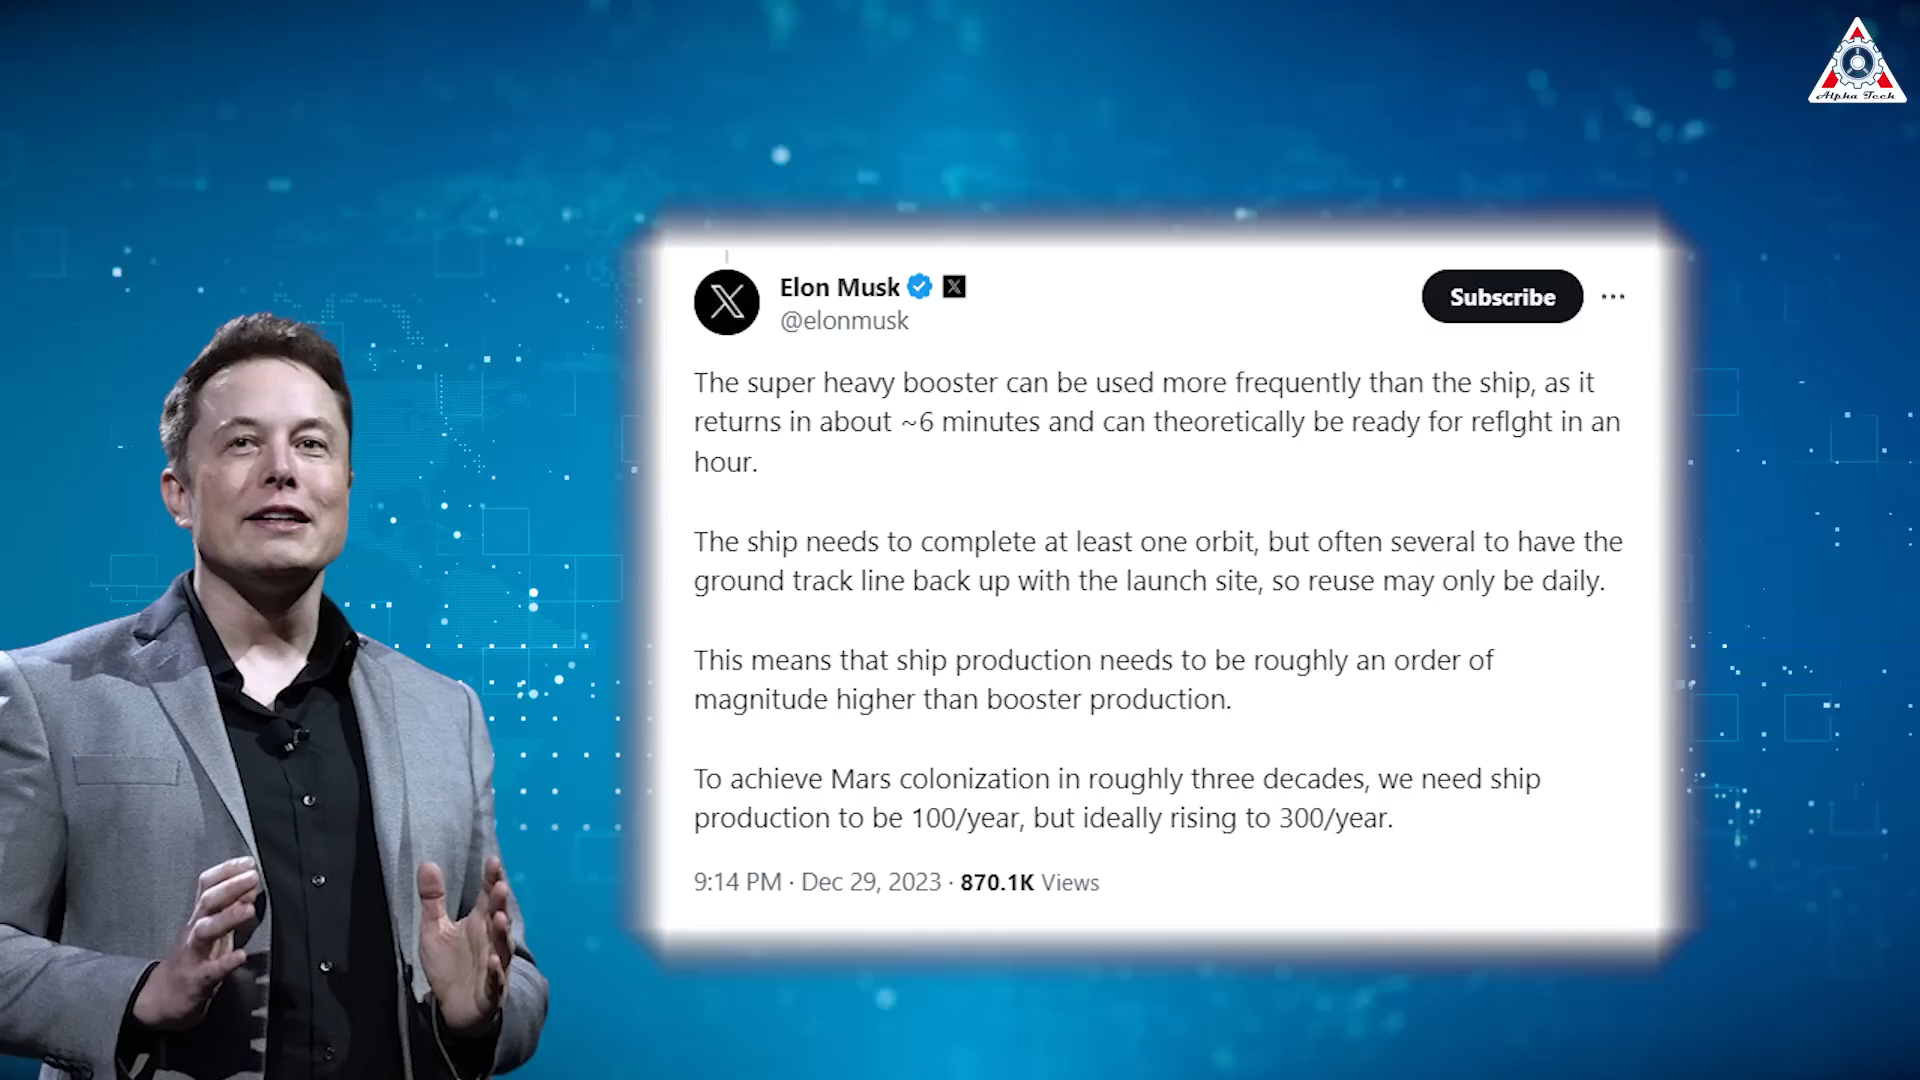 Alpha Tech
Elon Musk
@elonmusk
Subscribe
The super heavy booster can be used more frequently than the ship, as it
returns in about ~6 minutes and can theoretically be ready for reflght in an
hour.
The ship needs to complete at least one orbit, but often several to have the
ground track line back up with the launch site, so reuse may only be daily.
This means that ship production needs to be roughly an order of
magnitude higher than booster production.
To achieve Mars colonization in roughly three decades, we need ship
production to be 100/year, but ideally rising to 300/year.
9:14 PM · Dec 29, 2023 · 870.1K Views